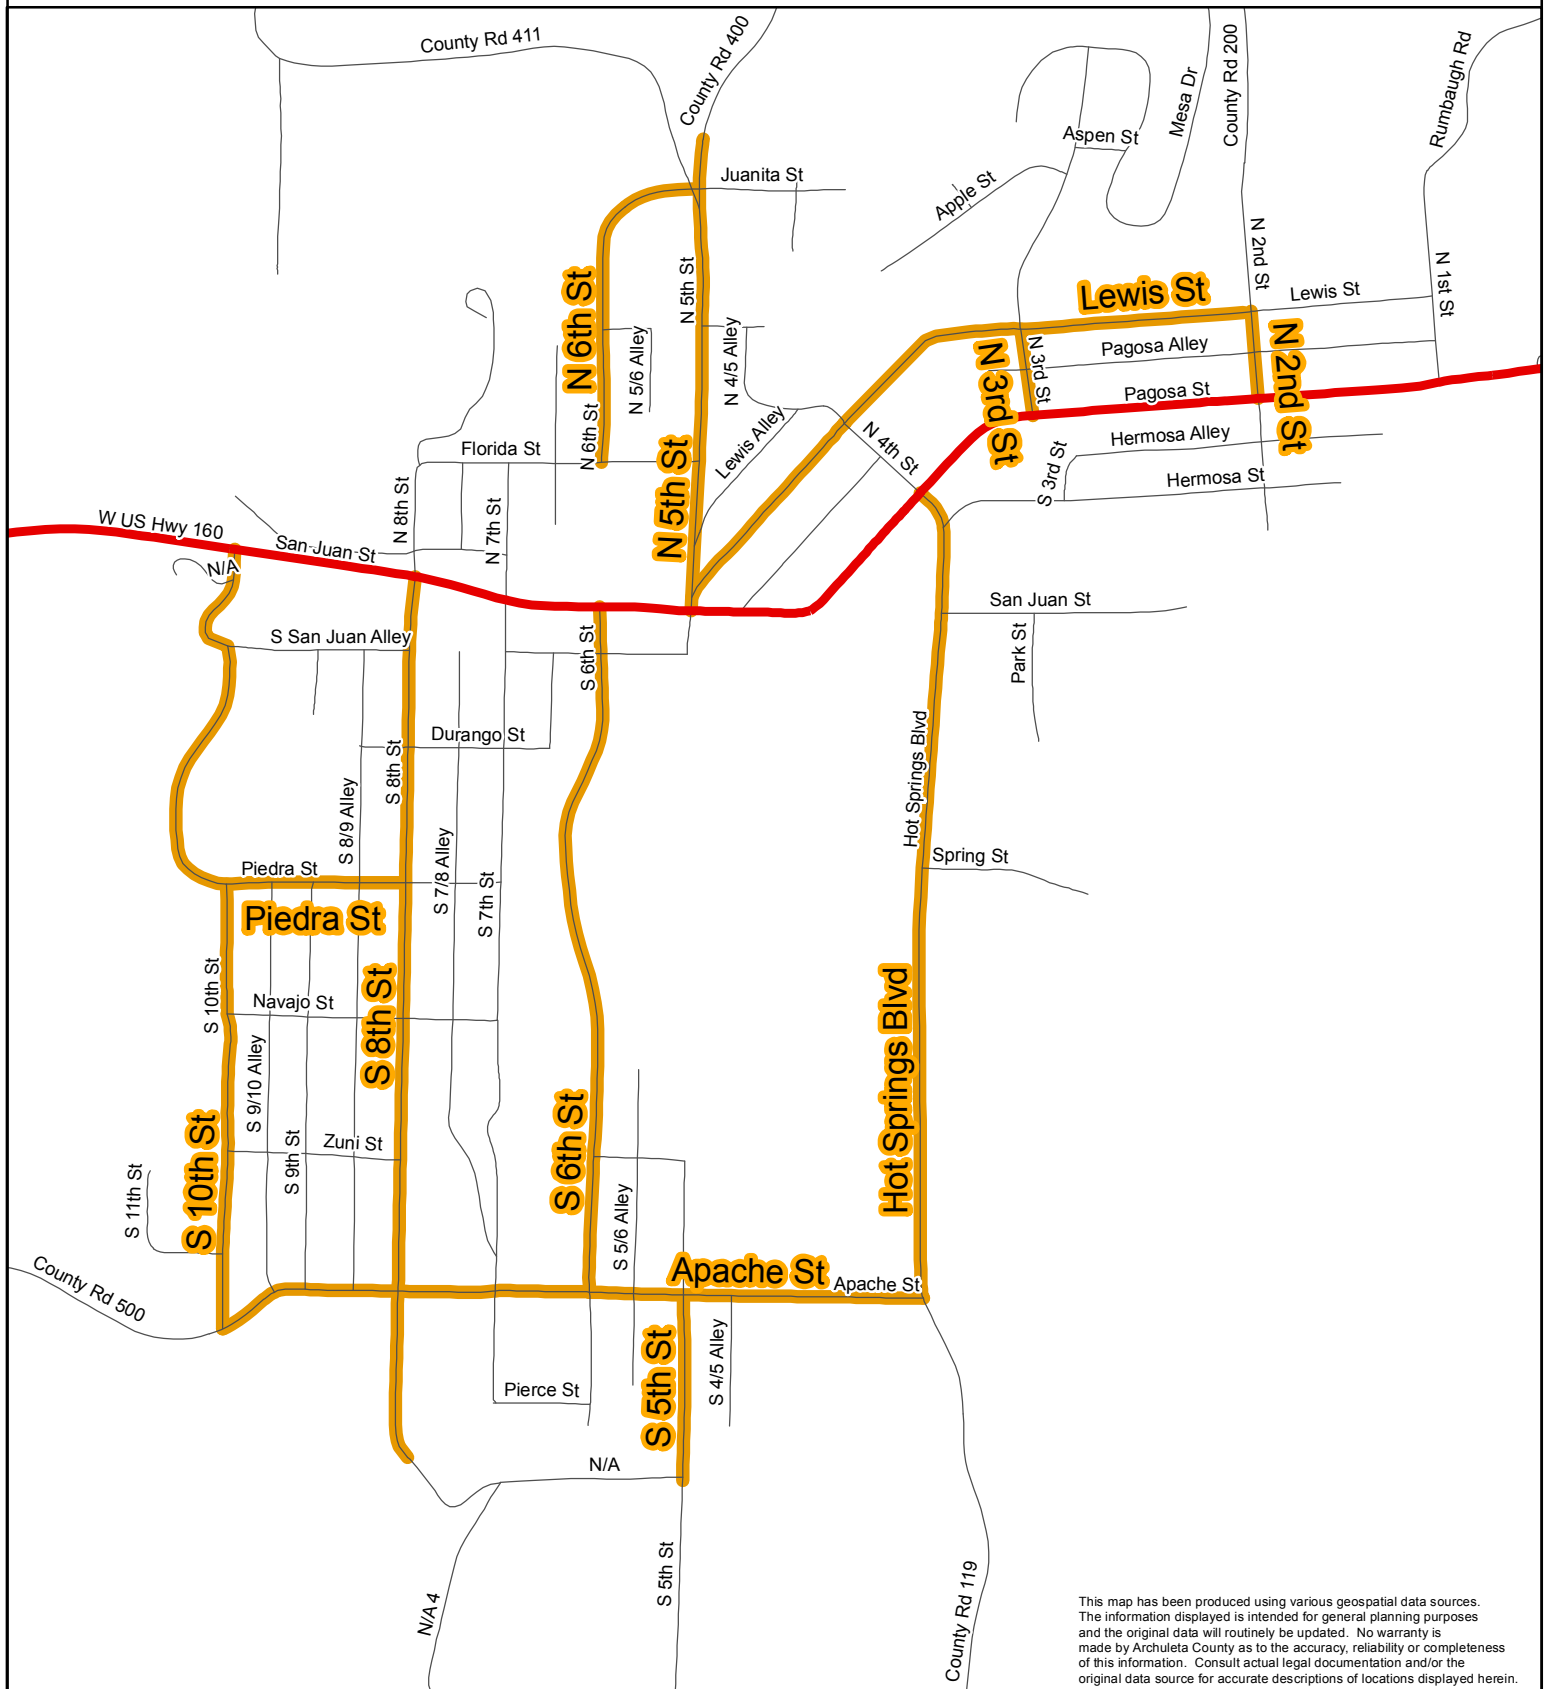 County Rd 411
County Rd 400
Mesa Dr
County Rd 200
Rumbaugh Rd
Aspen St
Juanita St
Apple St
N 2nd St
N 1st St
N 6th St
N 5th St
Lewis St
Lewis St
N 5/6 Alley
N 4/5 Alley
N 3rd St
N 3rd St
Pagosa Alley
N 2nd St
Pagosa St
Lewis Alley
N 4th St
Hermosa Alley
N 6th St
Florida St
N 5th St
S 3rd St
Hermosa St
N 8th St
N 7th St
W US Hwy 160
San Juan St
N/A
San Juan St
S San Juan Alley
S 6th St
Park St
Durango St
S 8th St
Hot Springs Blvd
S 8/9 Alley
S 7/8 Alley
Spring St
Piedra St
S 7th St
Piedra St
S 10th St
Navajo St
S 8th St
Hot Springs Blvd
S 9/10 Alley
S 10th St
S 9th St
Zuni St
S 6th St
S 11th St
S 5/6 Alley
County Rd 500
Apache St
Apache St
S 5th St
S 4/5 Alley
Pierce St
N/A
S 5th St
N/A 4
County Rd 119
This map has been produced using various geospatial data sources.
The information displayed is intended for general planning purposes
and the original data will routinely be updated. No warranty is
made by Archuleta County as to the accuracy, reliability or completeness
of this information. Consult actual legal documentation and/or the
original data source for accurate descriptions of locations displayed herein.